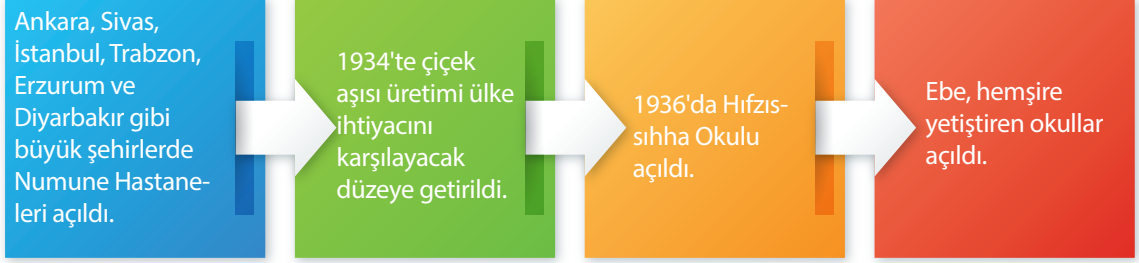 Ankara, Sivas,
İstanbul, Trabzon,
Erzurum ve
Diyarbakır gibi
büyük şehirlerde
Numune Hastane-
leri açıldı.
1934'te çiçek
aşısı üretimi ülke
ihtiyacını
karşılayacak
düzeye getirildi.
1936'da Hıfzıs-
sıhha Okulu
açıldı.
Ebe, hemşire
yetiştiren okullar
açıldı.